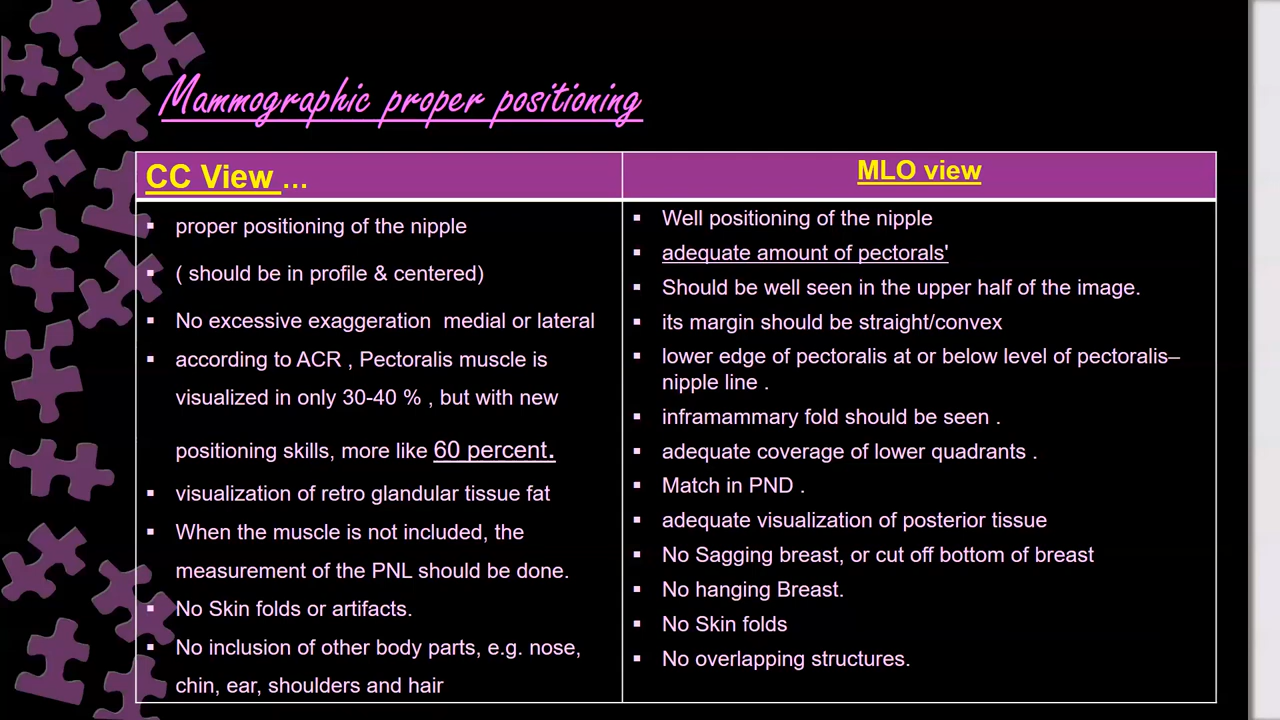 Mammographic proper positioning
CC View ...
▪ proper positioning of the nipple
▪ ( should be in profile & centered)
▪ No excessive exaggeration medial or lateral
▪ according to ACR , Pectoralis muscle is
visualized in only 30-40 % , but with new
positioning skills, more like 60 percent.
▪ visualization of retro glandular tissue fat
▪ When the muscle is not included, the
measurement of the PNL should be done.
▪ No Skin folds or artifacts.
▪ No inclusion of other body parts, e.g. nose,
chin, ear, shoulders and hair
MLO view
▪ Well positioning of the nipple
▪ adequate amount of pectorals'
▪ Should be well seen in the upper half of the image.
▪ its margin should be straight/convex
▪ lower edge of pectoralis at or below level of pectoralis–
nipple line .
▪ inframammary fold should be seen .
▪ adequate coverage of lower quadrants .
▪ Match in PND .
▪ adequate visualization of posterior tissue
▪ No Sagging breast, or cut off bottom of breast
▪ No hanging Breast.
▪ No Skin folds
▪ No overlapping structures.